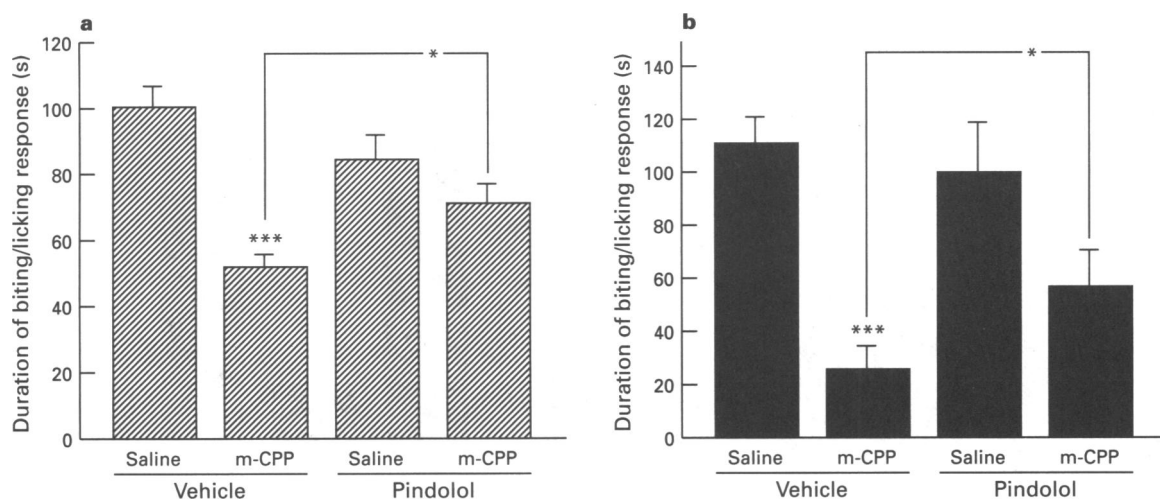 a
Duration of biting/licking response (s)
120
100
80
60
40
20
0
*
***
Saline m-CPP Saline m-CPP
Vehicle Pindolol
b
Duration of biting/licking response (s)
140
120
100
80
60
40
20
0
*
***
Saline m-CPP Saline m-CPP
Vehicle Pindolol